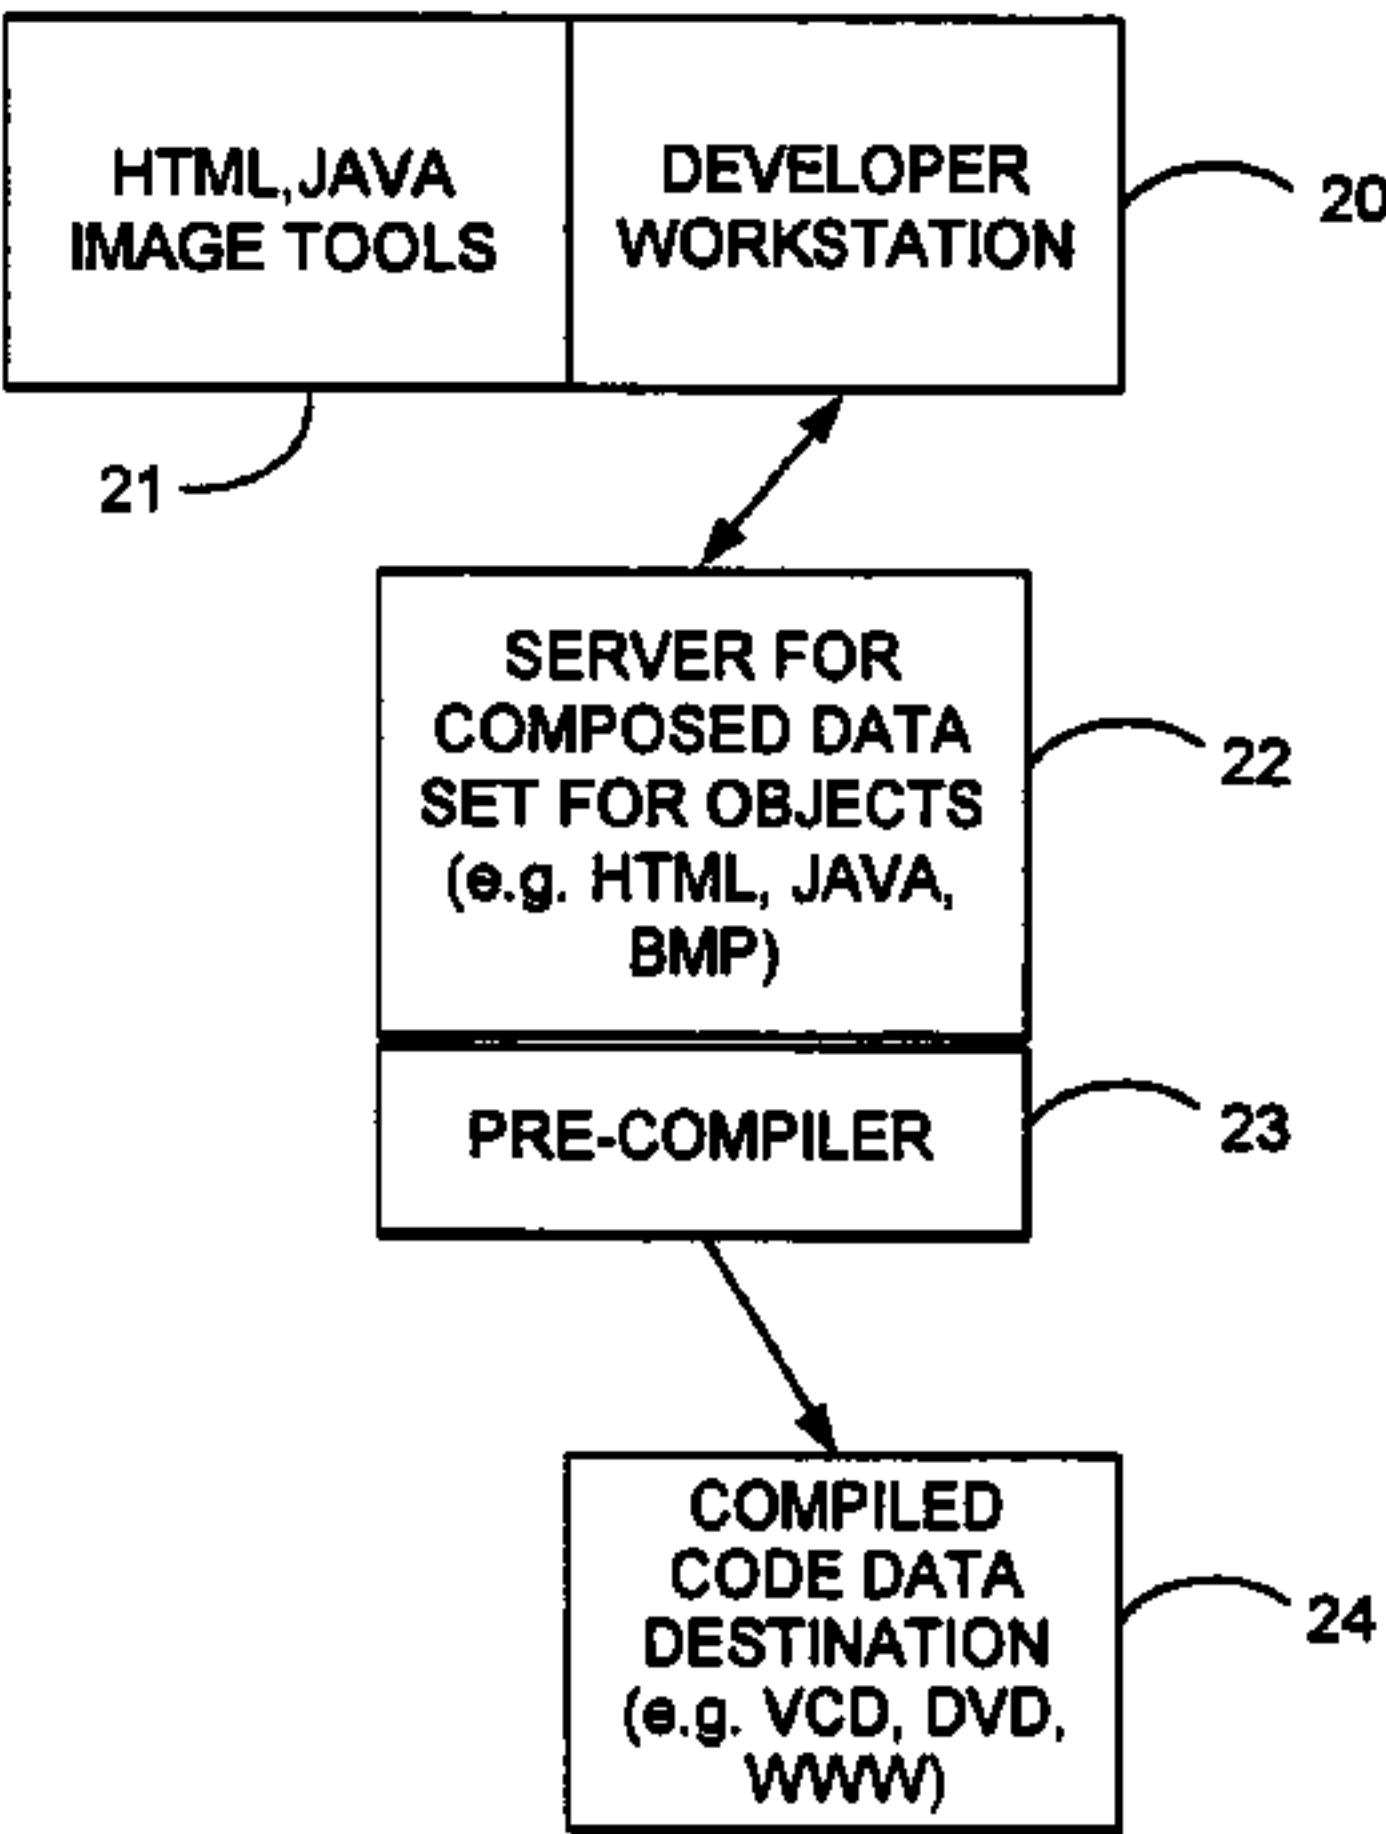 HTML,JAVA
IMAGE TOOLS
DEVELOPER
WORKSTATION
20
21
SERVER FOR
COMPOSED DATA
SET FOR OBJECTS
(e.g. HTML, JAVA,
BMP)
22
PRE-COMPILER
23
COMPILED
CODE DATA
DESTINATION
(e.g. VCD, DVD,
WWW)
24